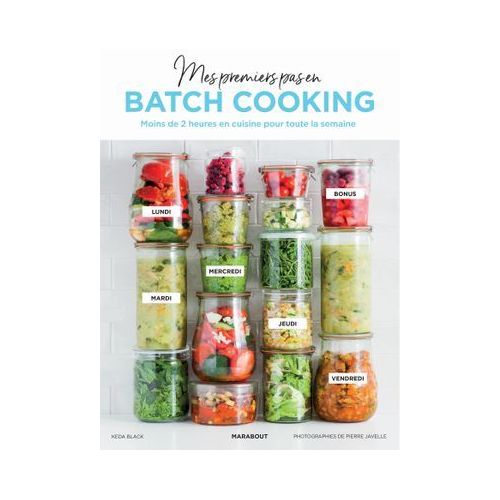 Mes premiers pas en
BATCH COOKING
Moins de 2 heures en cuisine pour toute la semaine
BONUS
LUNDI
MERCREDI
MARDI
JEUDI
VENDREDI
KEDA BLACK
MARABOUT
PHOTOGRAPHIES DE PIERRE JAVELLE